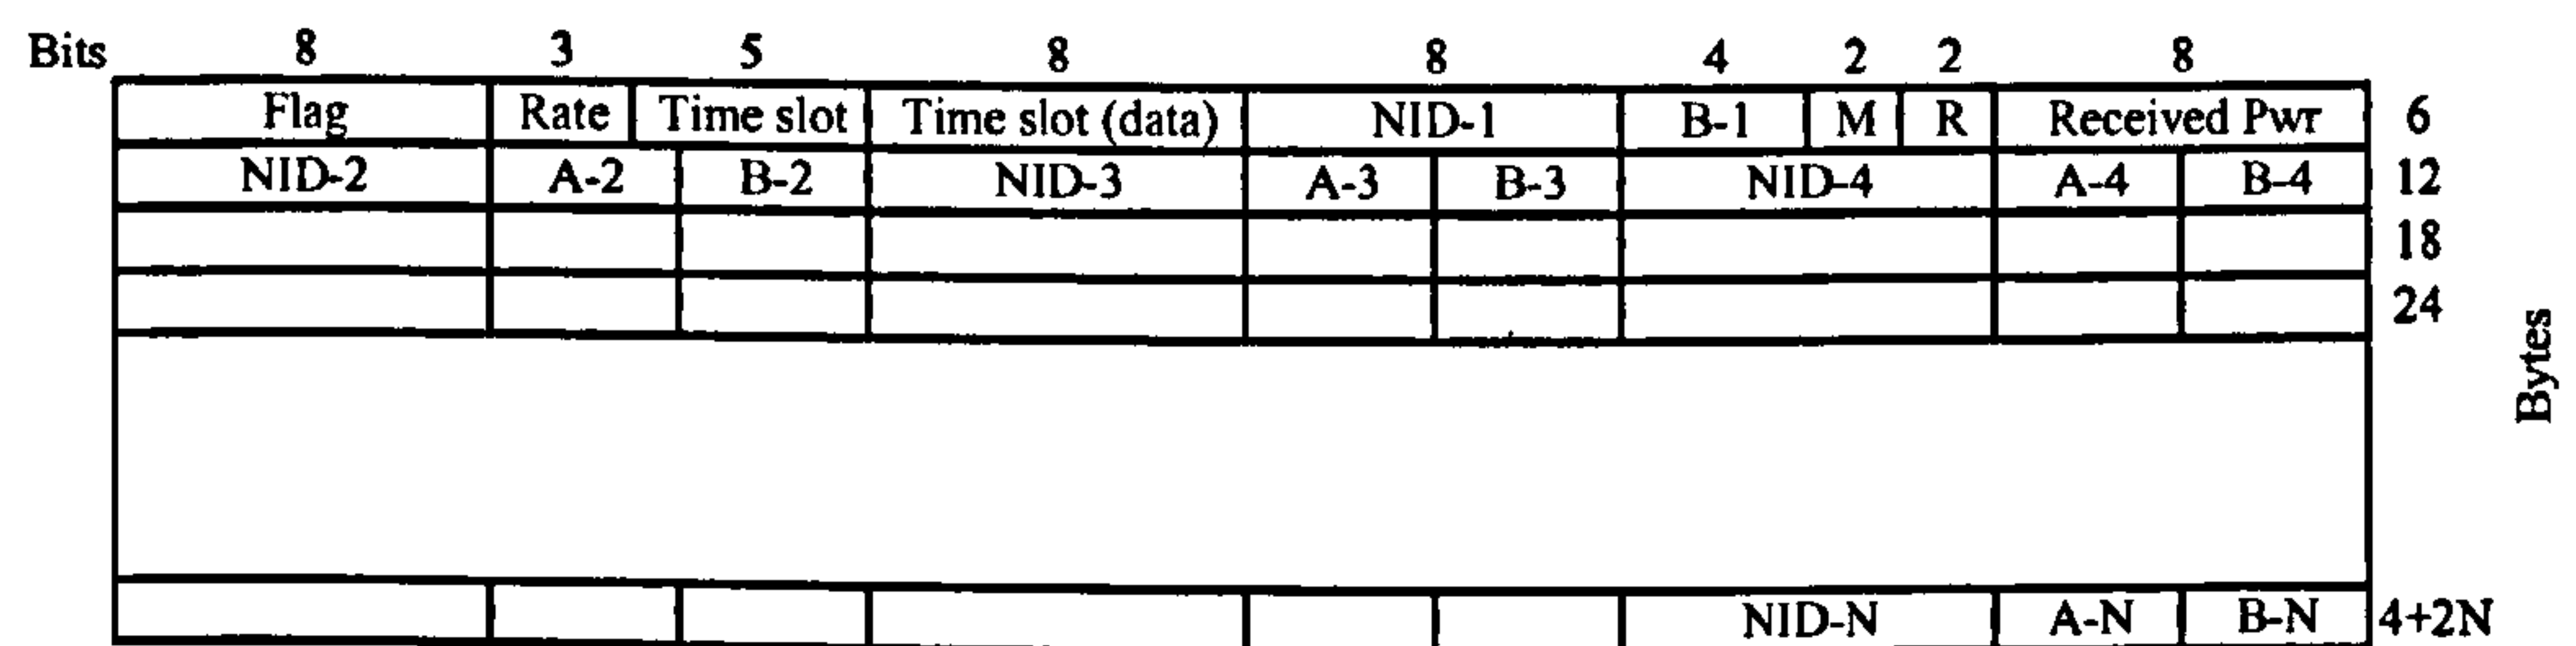 Bits 8 3 5 8 8 4 2 2 8
Flag Rate Time slot Time slot (data) NID-1 B-1 M R Received Pwr 6
NID-2 A-2 B-2 NID-3 A-3 B-3 NID-4 A-4 B-4 12
18
24
Bytes
NID-N A-N B-N 4+2N